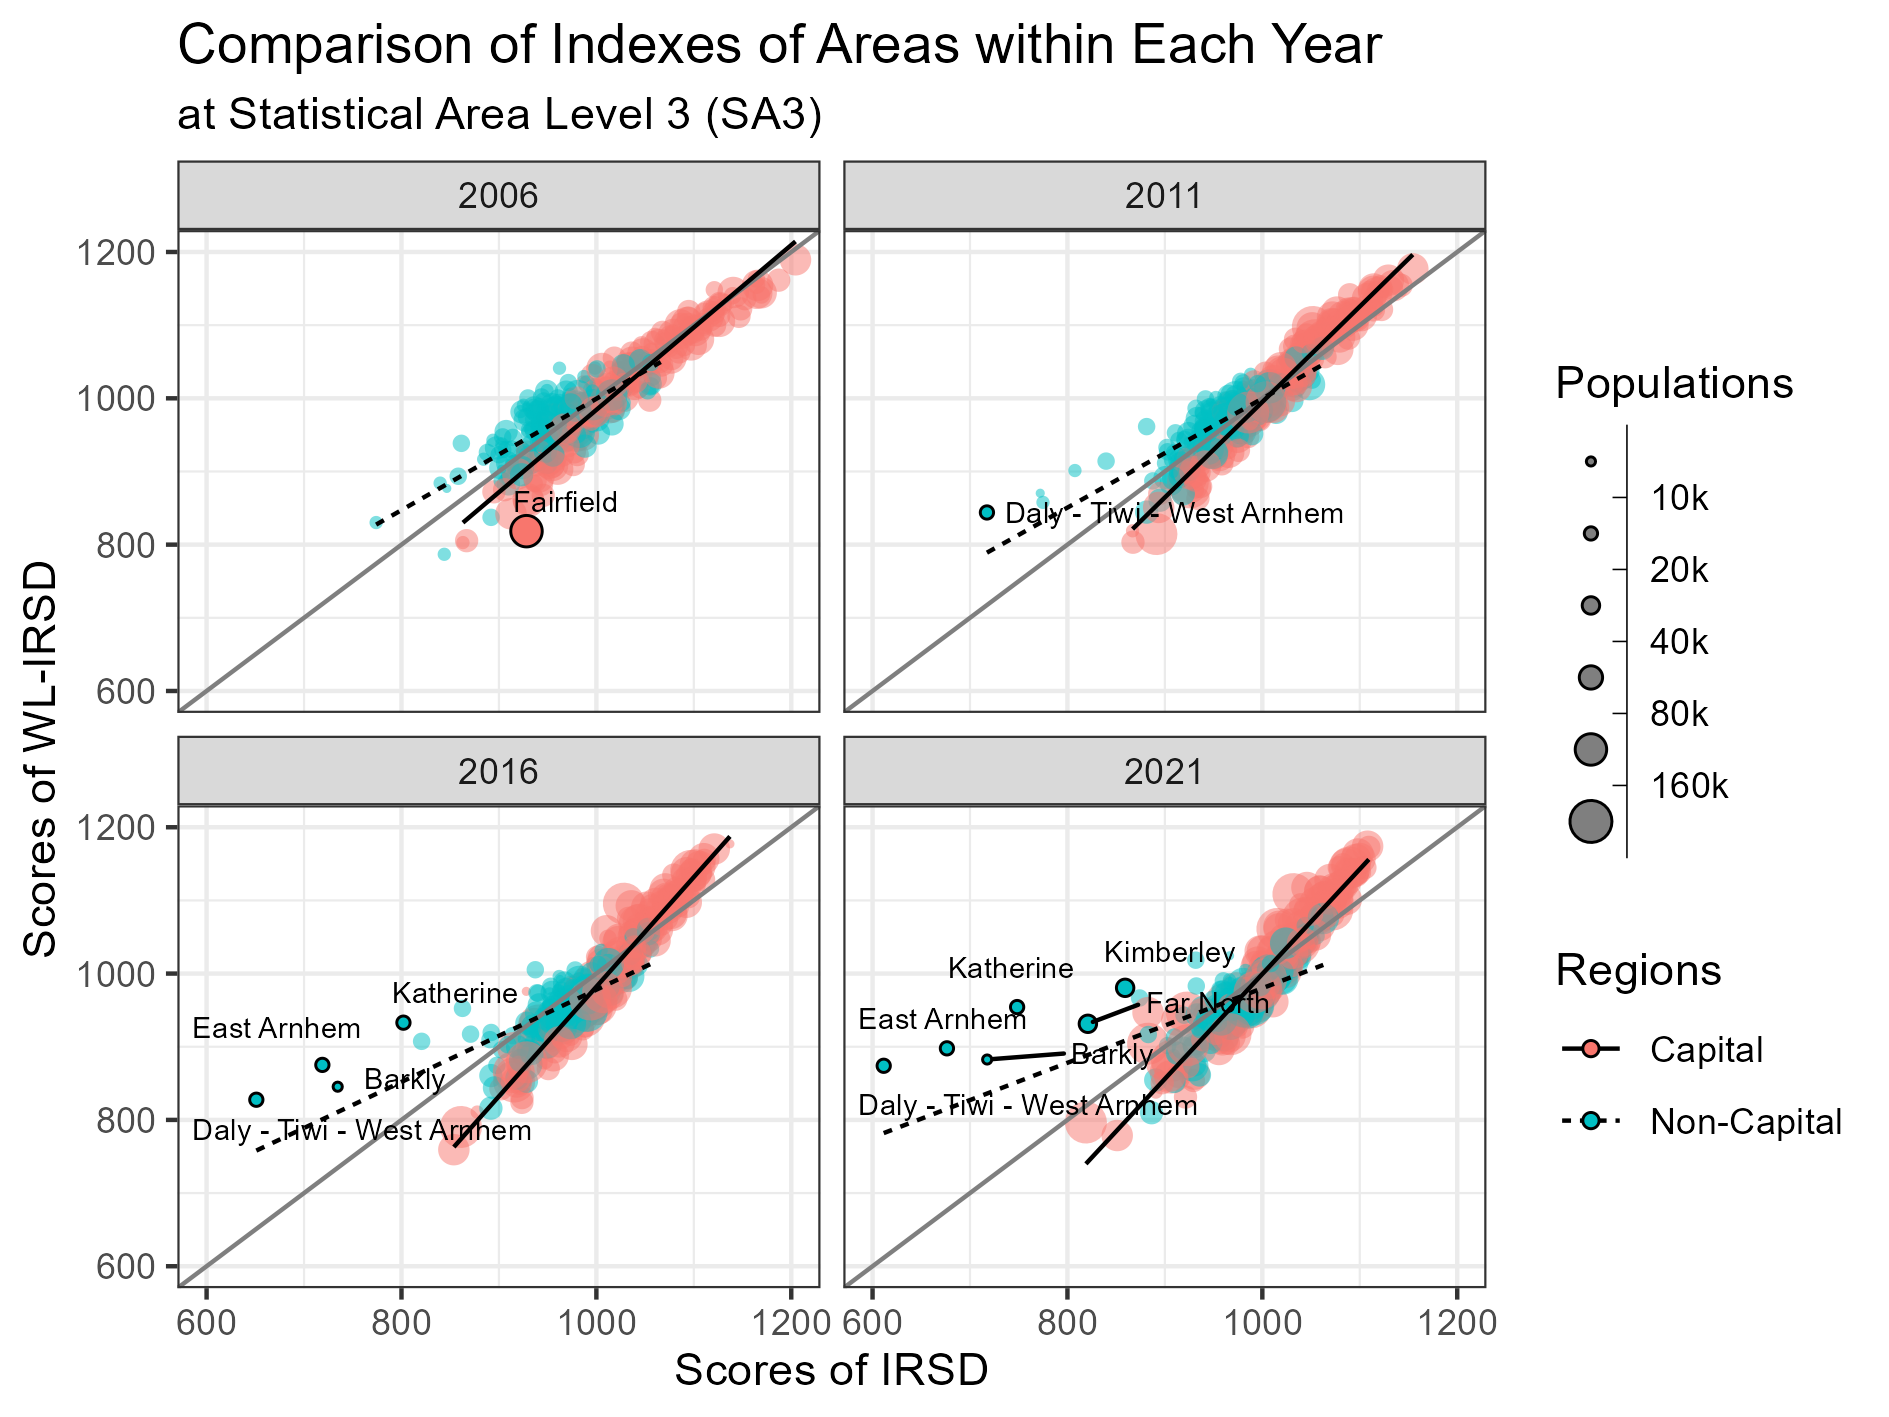 Comparison of Indexes of Areas within Each Year
at Statistical Area Level 3 (SA3)
2006
2011
1200
1000
800
600
Fairfield
Daly - Tiwi - West Arnhem
2016
2021
1200
1000
800
600
Katherine
East Arnhem
Barkly
Daly - Tiwi - West Arnhem
Kimberley
Katherine
Far North
East Arnhem
Barkly
Daly - Tiwi - West Arnhem
600 800 1000 1200 600 800 1000 1200
Scores of IRSD
Scores of WL-IRSD
Populations
10k
20k
40k
80k
160k
Regions
Capital
Non-Capital